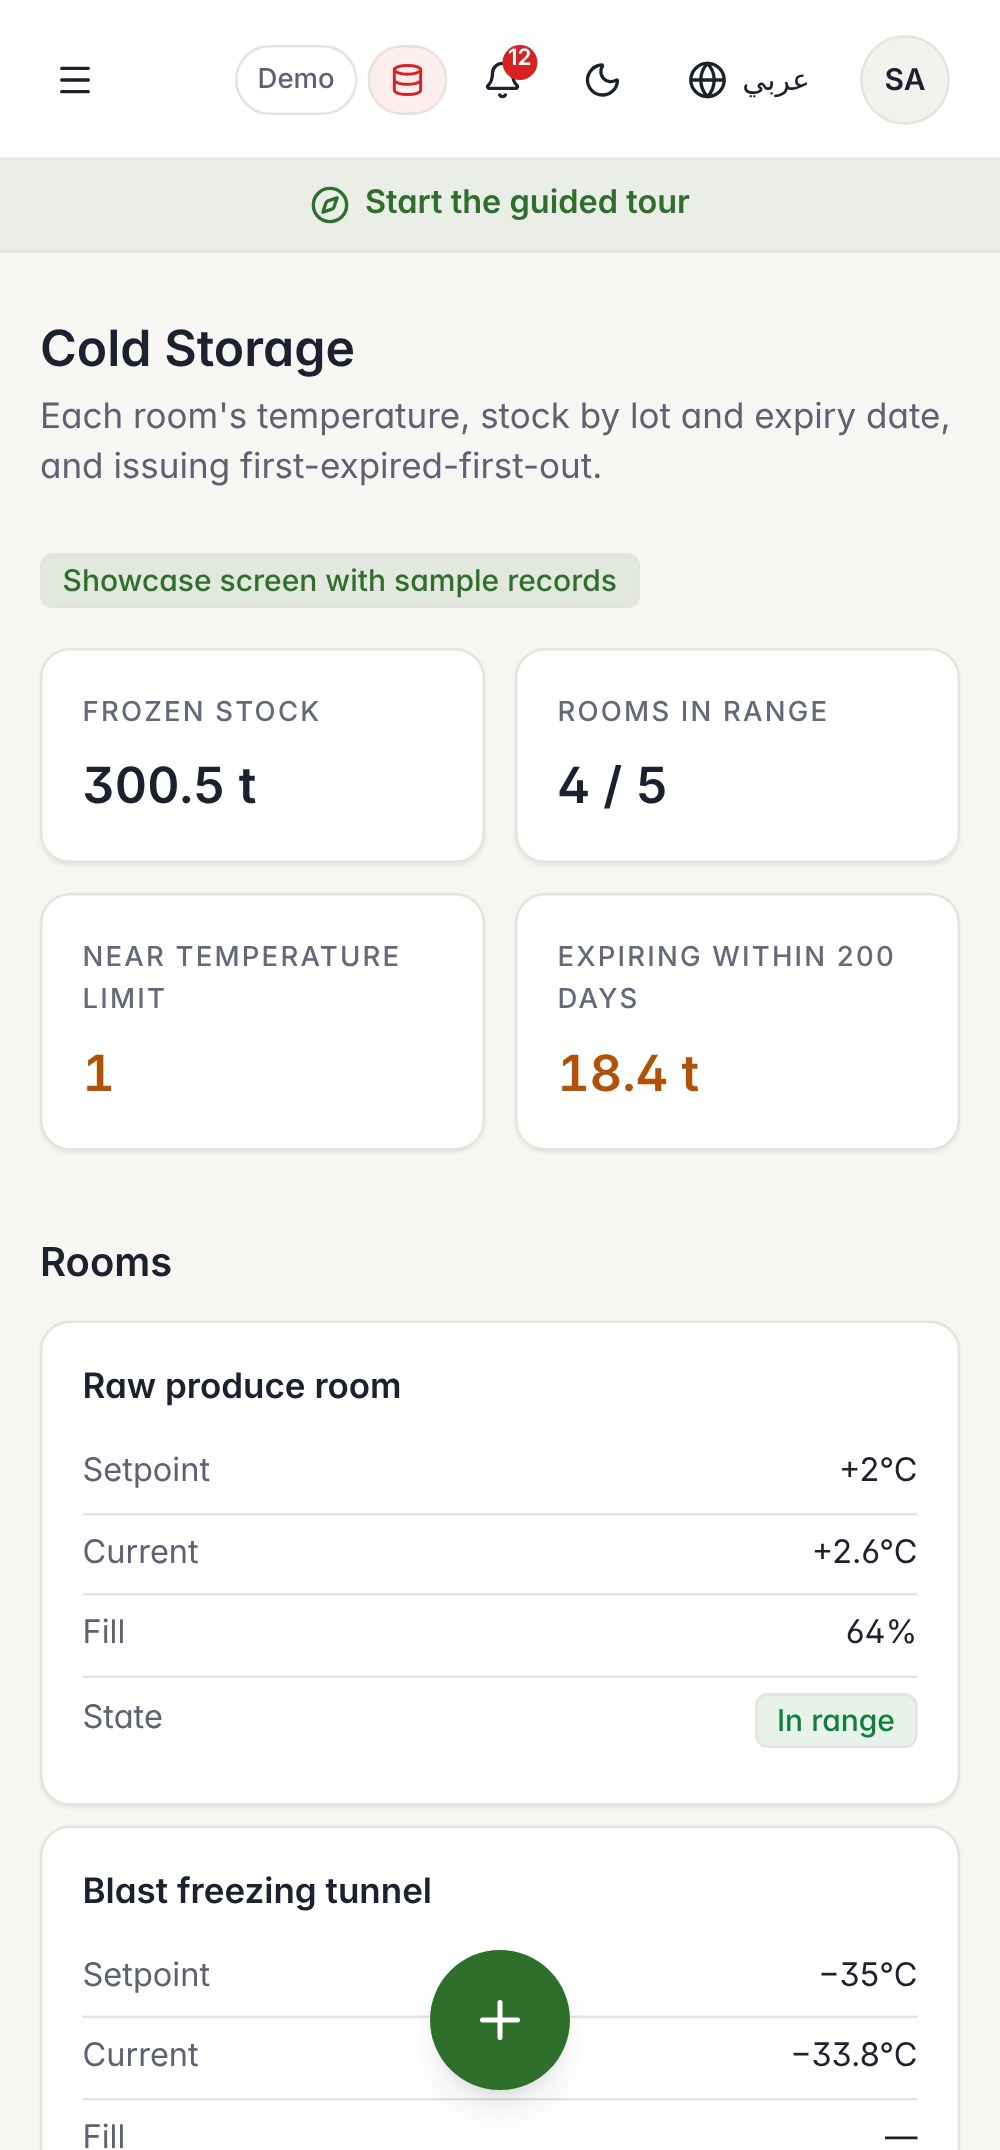 Demo
12
عربي
SA
Start the guided tour
Cold Storage
Each room's temperature, stock by lot and expiry date,
and issuing first-expired-first-out.
Showcase screen with sample records
FROZEN STOCK
300.5 t
ROOMS IN RANGE
4 / 5
NEAR TEMPERATURE
LIMIT
1
EXPIRING WITHIN 200
DAYS
18.4 t
Rooms
Raw produce room
Setpoint +2°C
Current +2.6°C
Fill 64%
State In range
Blast freezing tunnel
Setpoint −35°C
Current −33.8°C
Fill —